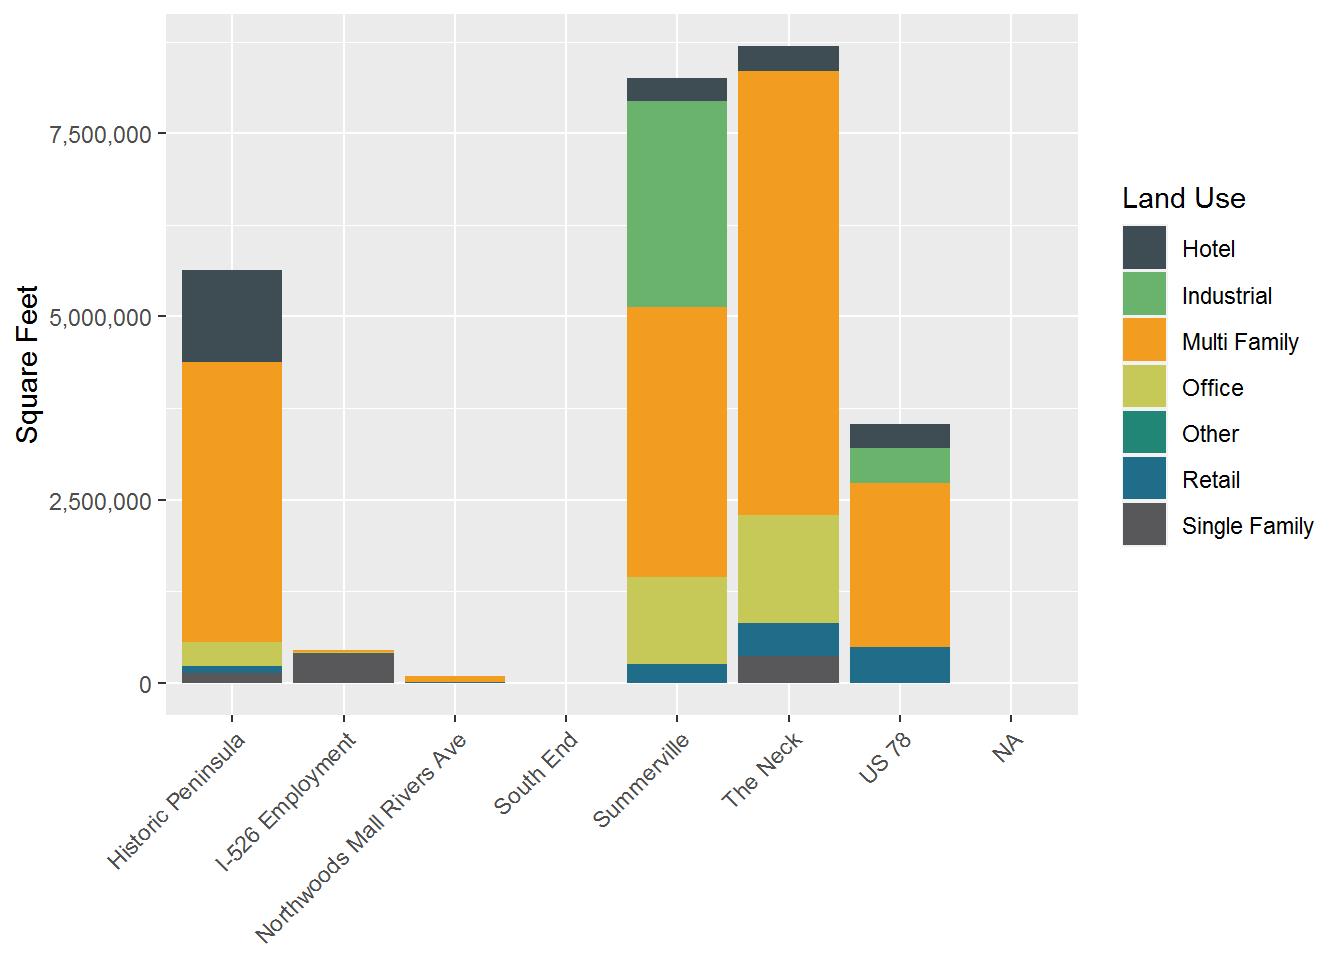 Square Feet
7,500,000
5,000,000
2,500,000
0
Historic Peninsula
I-526 Employment
Northwoods Mall Rivers Ave
South End
Summerville
The Neck
US 78
NA
Land Use
Hotel
Industrial
Multi Family
Office
Other
Retail
Single Family